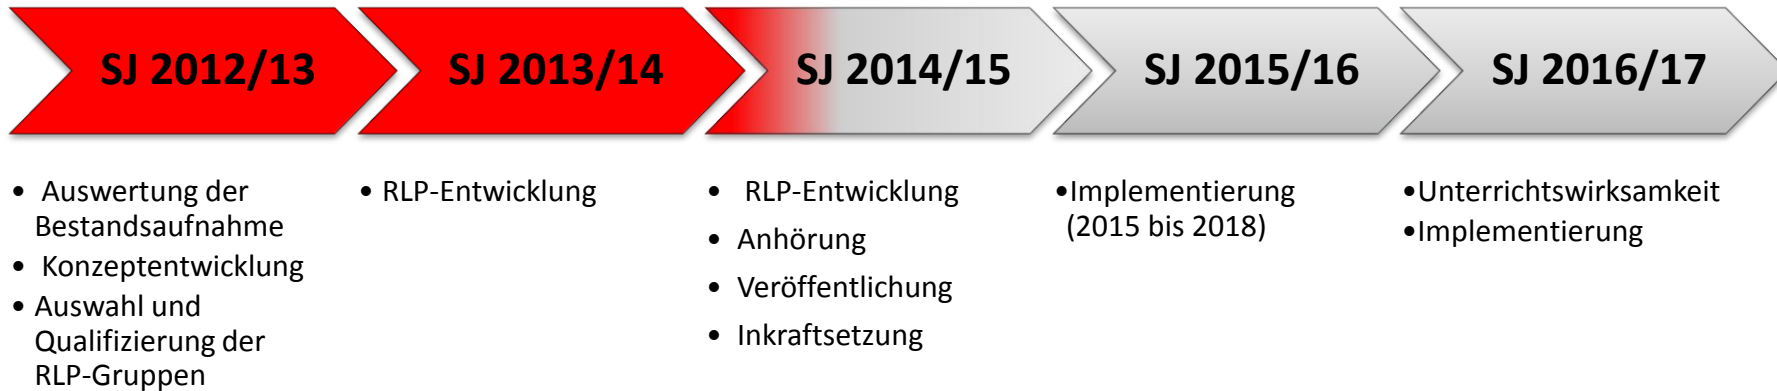 SJ 2012/13
SJ 2013/14
SJ 2014/15
SJ 2015/16
SJ 2016/17
• Auswertung der
Bestandsaufnahme
• Konzeptentwicklung
• Auswahl und
Qualifizierung der
RLP-Gruppen
• RLP-Entwicklung
• RLP-Entwicklung
• Anhörung
• Veröffentlichung
• Inkraftsetzung
•Implementierung
(2015 bis 2018)
•Unterrichtswirksamkeit
•Implementierung